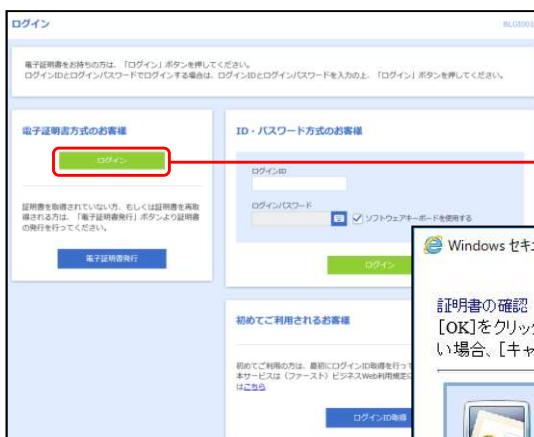 ログイン
BLGI001
電子証明書をお持ちの方は、「ログイン」ボタンを押してください。
ログインIDとログインパスワードでログインする場合は、ログインIDとログインパスワードを入力の上、「ログイン」ボタンを押してください。
電子証明書方式のお客様
ログイン
証明書を取得されていない方、もしくは証明書を再取
得される方は、「電子証明書発行」ボタンより証明書
の発行を行ってください。
電子証明書発行
ID・パスワード方式のお客様
ログインID
ログインパスワード
ソフトウェアキーボードを使用する
ログイン
初めてご利用されるお客様
初めてご利用の方は、最初にログインID取得を行って
本サービスは（ファースト）ビジネスWeb利用規定に
はこちら
ログインID取得
Windows セキュ
証明書の確認
[OK]をクリック
い場合、[キャ